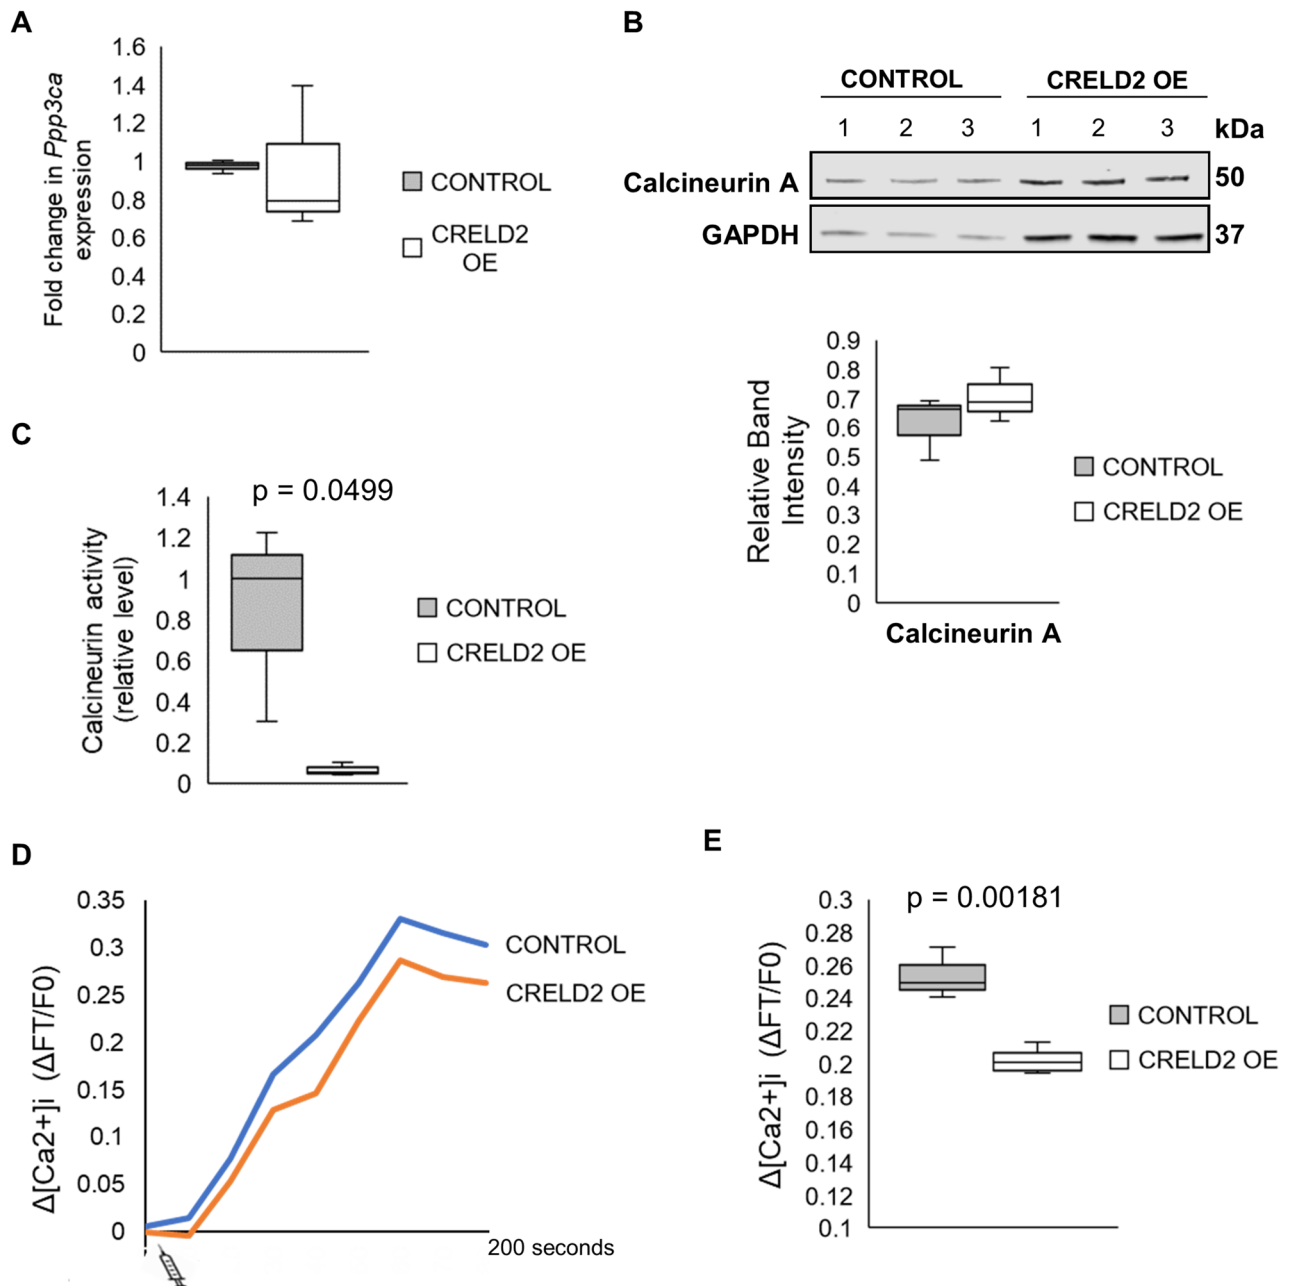 A
1.6
1.4
1.2
1
0.8
0.6
0.4
0.2
0
Fold change in Ppp3ca
expression
CONTROL
CRELD2
OE
B
CONTROL CRELD2 OE
1 2 3 1 2 3 kDa
Calcineurin A 50
GAPDH 37
0.9
0.8
0.7
0.6
0.5
0.4
0.3
0.2
0.1
0
Relative Band
Intensity
CONTROL
CRELD2 OE
Calcineurin A
C
p = 0.0499
1.4
1.2
1
0.8
0.6
0.4
0.2
0
Calcineurin activity
(relative level)
CONTROL
CRELD2 OE
D
0.35
0.3
0.25
0.2
0.15
0.1
0.05
0
Δ[Ca2+]i (ΔFT/F0)
CONTROL
CRELD2 OE
200 seconds
E
p = 0.00181
0.3
0.28
0.26
0.24
0.22
0.2
0.18
0.16
0.14
0.12
0.1
Δ[Ca2+]i (ΔFT/F0)
CONTROL
CRELD2 OE